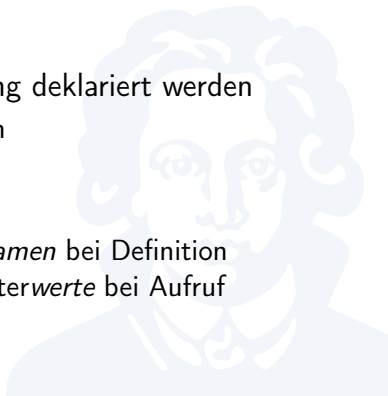 ng deklariert werden
n
amen bei Definition
terwerte bei Aufruf